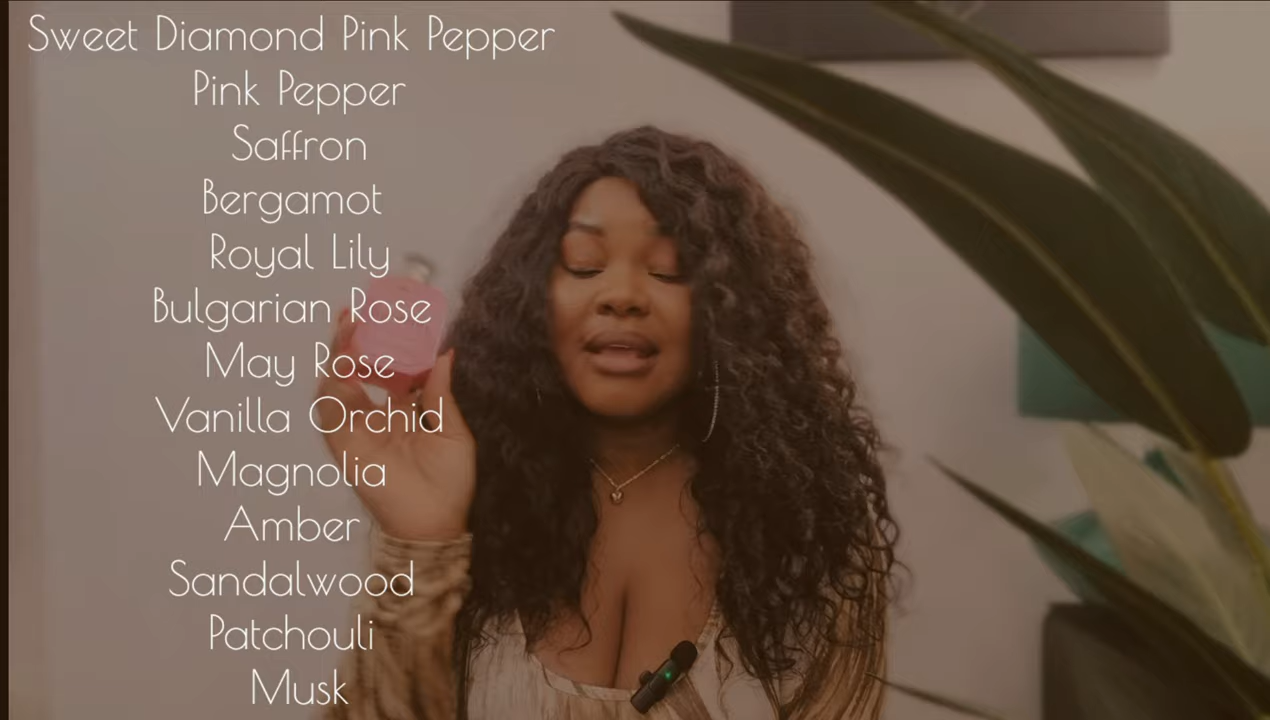 Sweet Diamond Pink Pepper
Pink Pepper
Saffron
Bergamot
Royal Lily
Bulgarian Rose
May Rose
Vanilla Orchid
Magnolia
Amber
Sandalwood
Patchouli
Musk